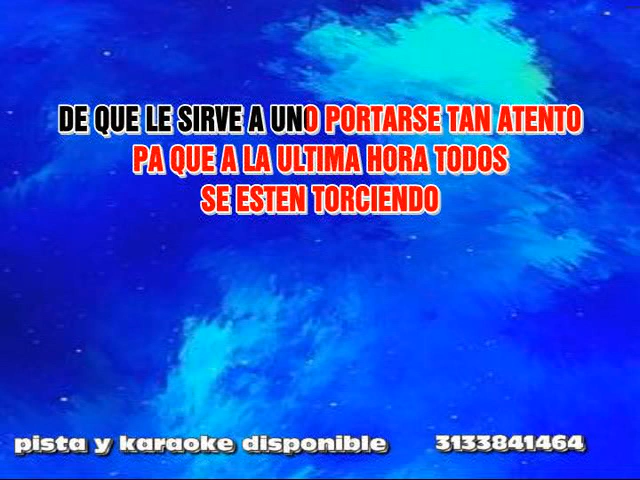 DE QUE LE SIRVE A UNO PORTARSE TAN ATENTO
PA QUE A LA ULTIMA HORA TODOS
SE ESTEN TORCIENDO
pista y karaoke disponible 3133841464